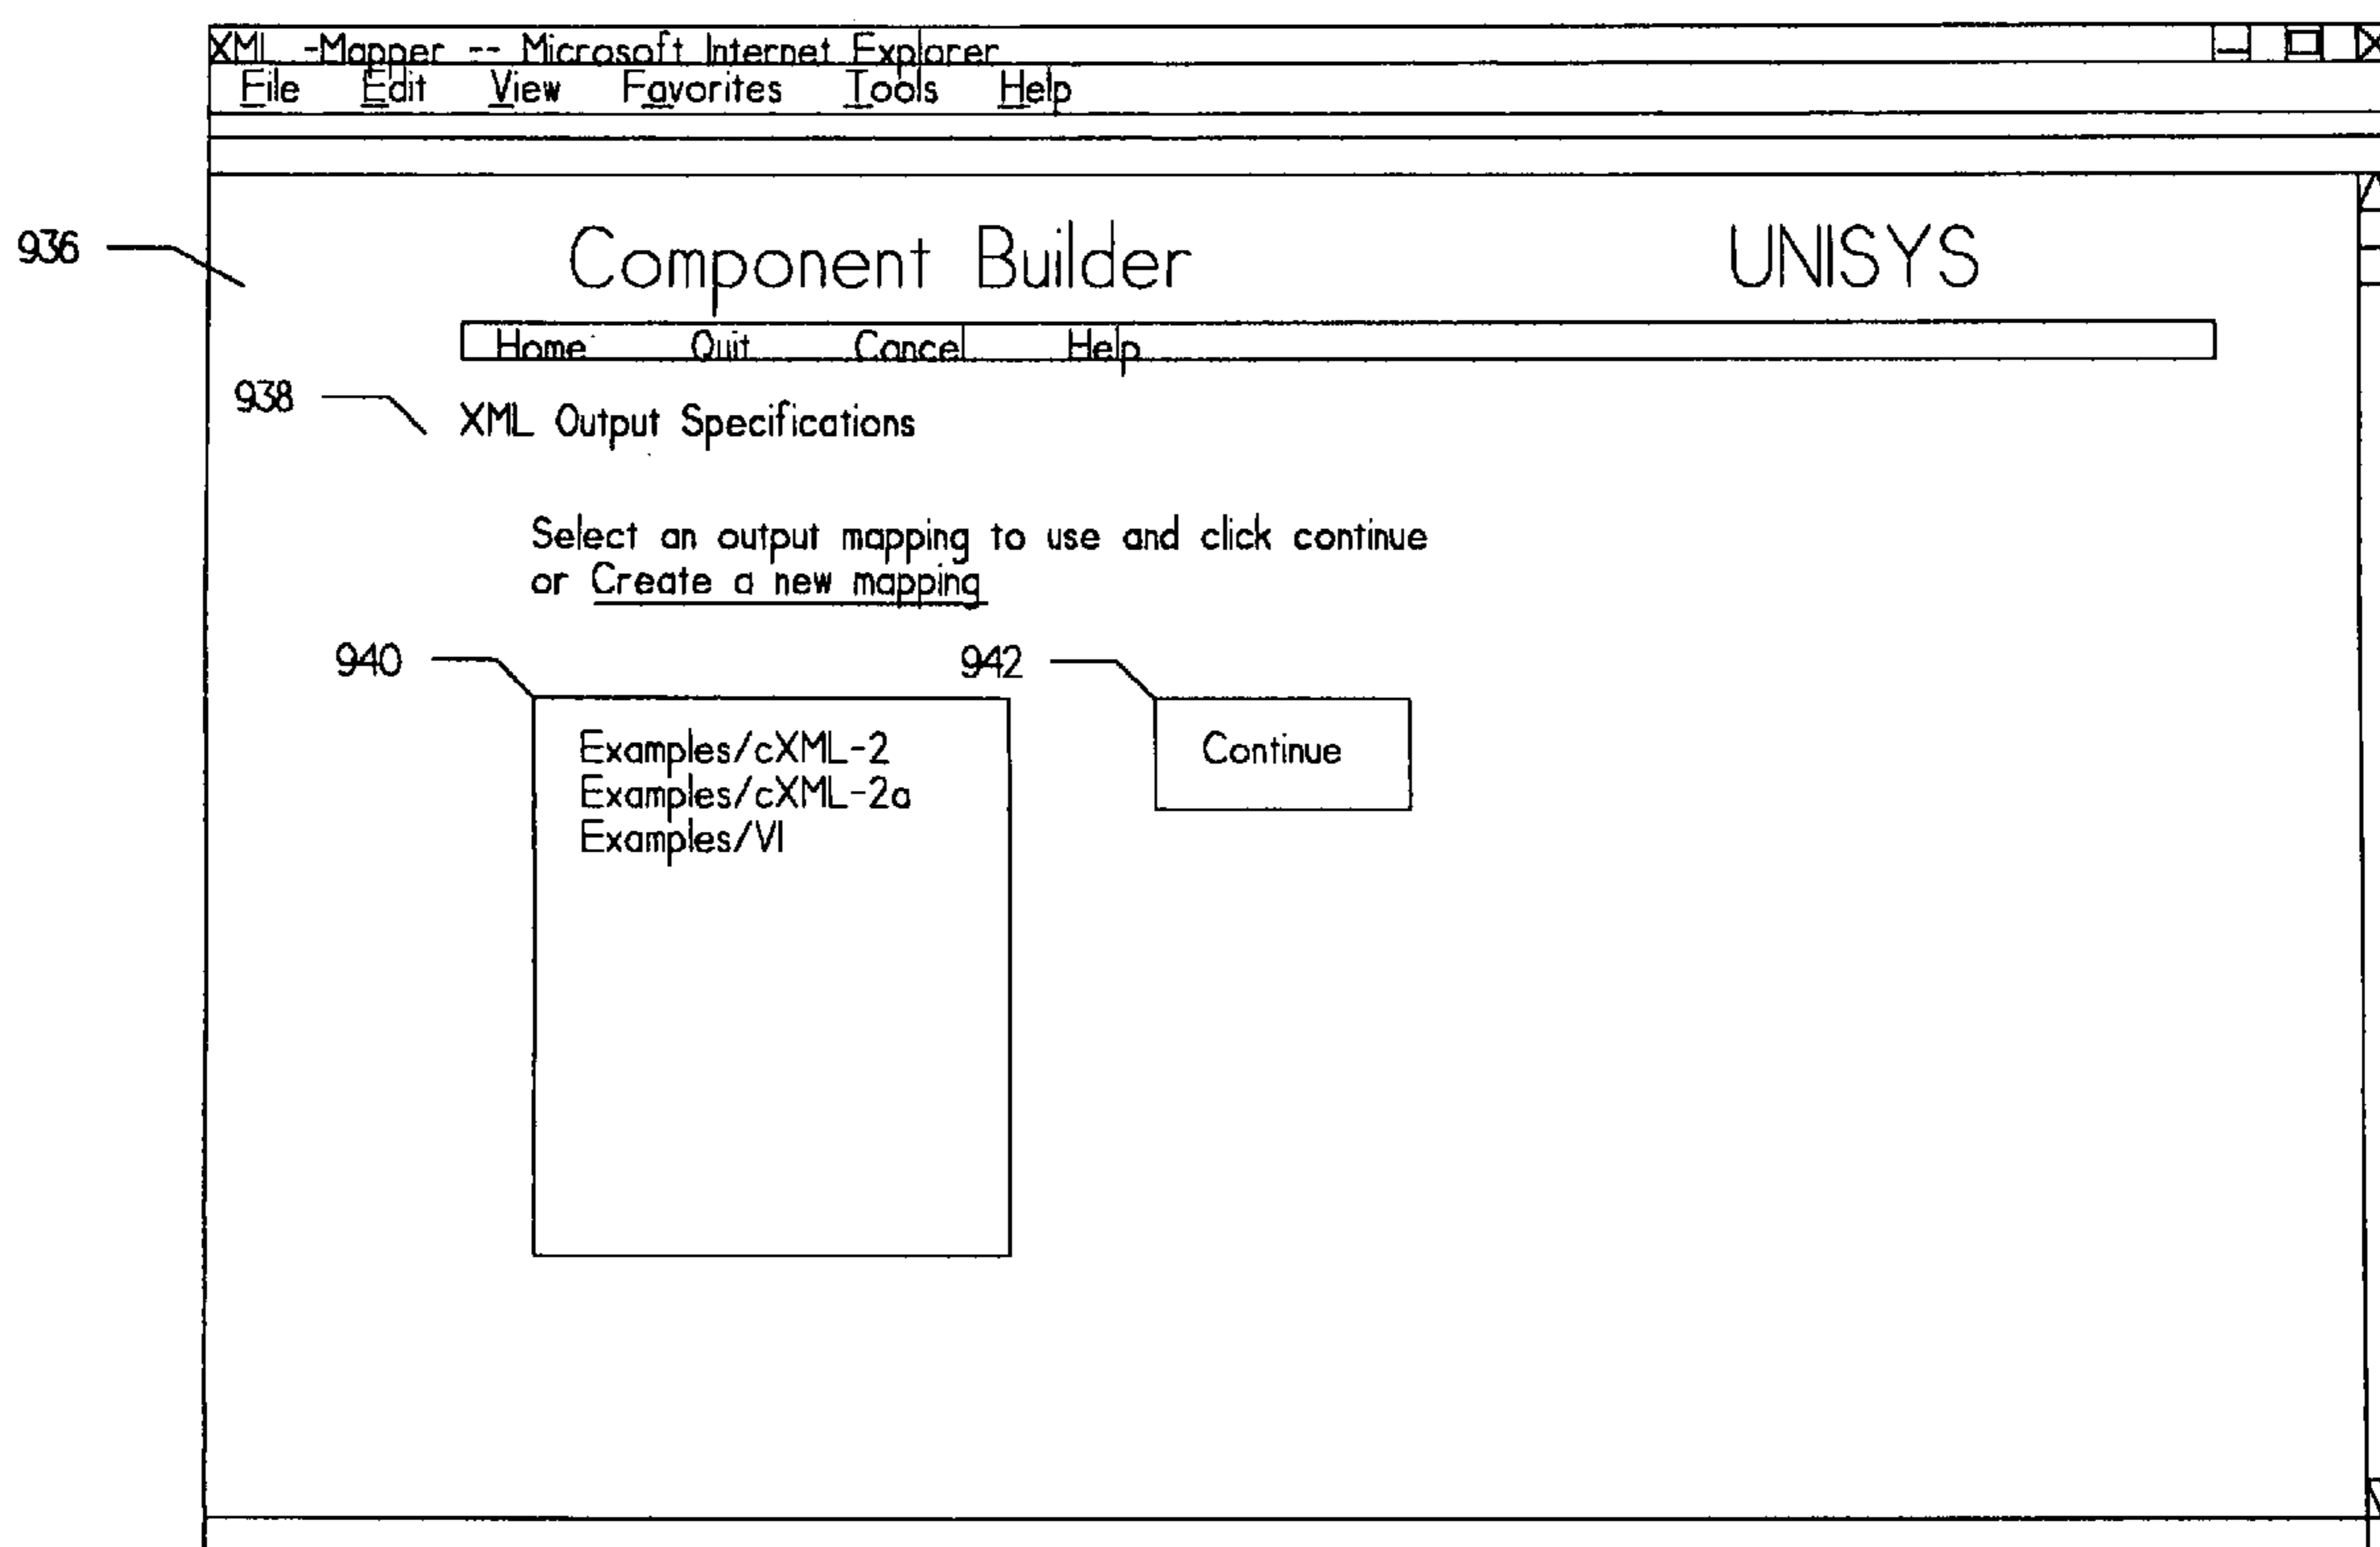 XML -Mapper -- Microsoft Internet Explorer
File Edit View Favorites Tools Help
936
Component Builder UNISYS
Home Quit Cancel Help
938
XML Output Specifications
Select an output mapping to use and click continue
or Create a new mapping
940 942
Examples/cXML-2 Continue
Examples/cXML-2a
Examples/VI